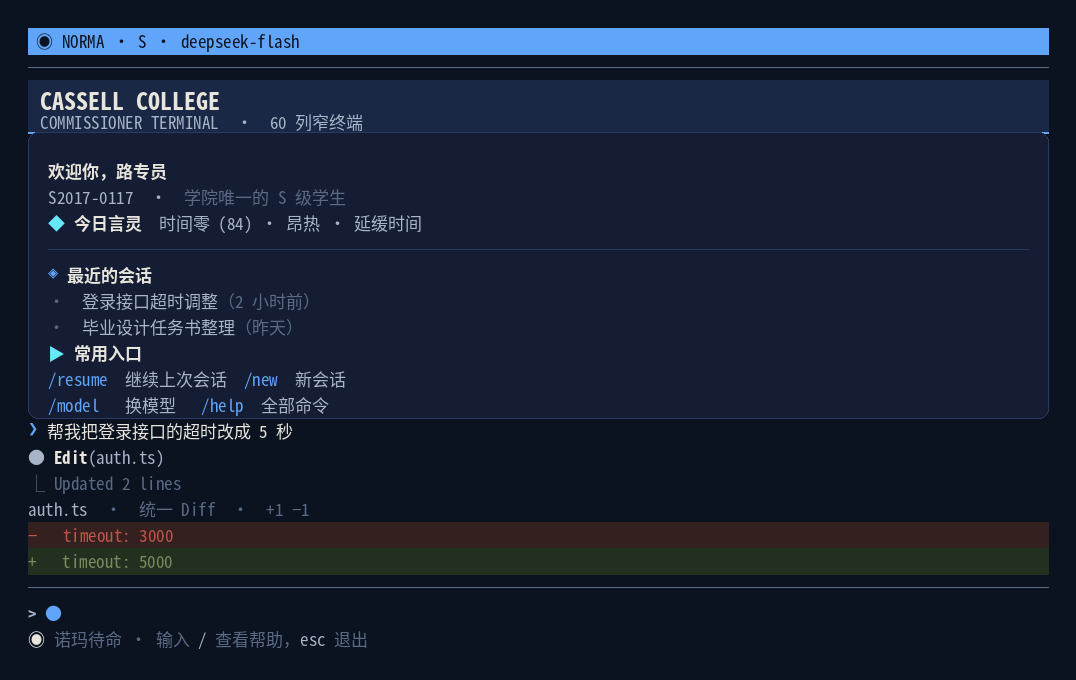 ◉ NORMA · S · deepseek-flash
CASSELL COLLEGE
COMMISSIONER TERMINAL · 60 列窄终端
欢迎你，路专员
S2017-0117 · 学院唯一的 S 级学生
◆ 今日言灵 时间零 (84) · 昂热 · 延缓时间
◈ 最近的会话
· 登录接口超时调整（2 小时前）
· 毕业设计任务书整理（昨天）
▶ 常用入口
/resume 继续上次会话 /new 新会话
/model 换模型 /help 全部命令
❯ 帮我把登录接口的超时改成 5 秒
● Edit(auth.ts)
⎿ Updated 2 lines
auth.ts · 统一 Diff · +1 −1
− timeout: 3000
+ timeout: 5000
> ●
◉ 诺玛待命 · 输入 / 查看帮助，esc 退出